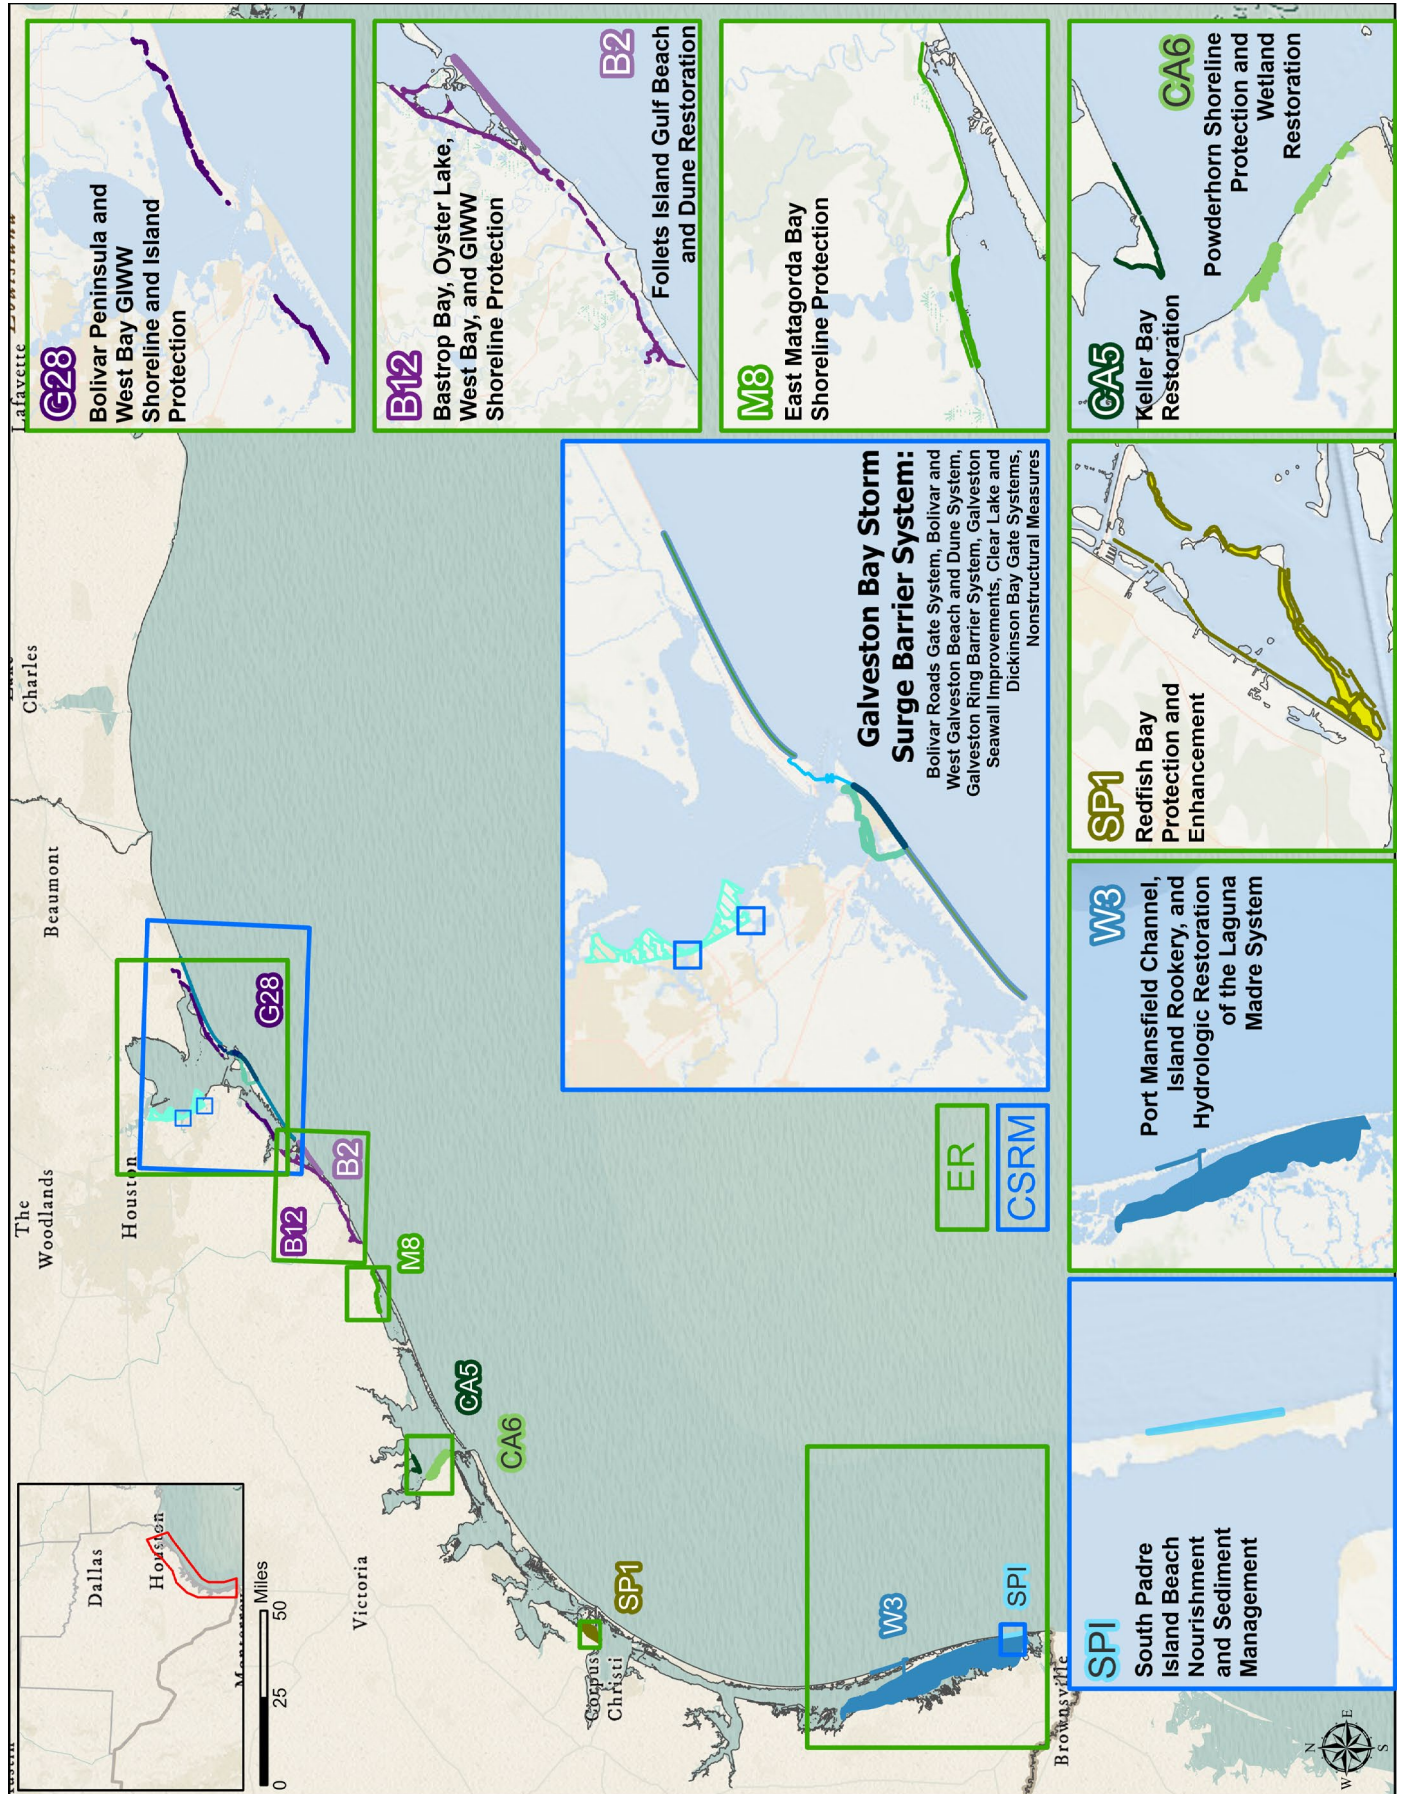 Dallas
Houston
0
25
50
Miles
The
Woodlands
Houston
Beaumont
Charles
Lafayette
Victoria
Corpus
Christi
Brownsville
G28
B12
B2
M8
CA5
CA6
SP1
W3
SPI
G28
Bolivar Peninsula and
West Bay GIWW
Shoreline and Island
Protection
B12
Bastrop Bay, Oyster Lake,
West Bay, and GIWW
Shoreline Protection
B2
Follets Island Gulf Beach
and Dune Restoration
M8
East Matagorda Bay
Shoreline Protection
CA5
Keller Bay
Restoration
CA6
Powderhorn Shoreline
Protection and
Wetland
Restoration
Galveston Bay Storm
Surge Barrier System:
Bolivar Roads Gate System, Bolivar and
West Galveston Beach and Dune System,
Galveston Ring Barrier System, Galveston
Seawall Improvements, Clear Lake and
Dickinson Bay Gate Systems,
Nonstructural Measures
ER
CSRM
SPI
South Padre
Island Beach
Nourishment
and Sediment
Management
W3
Port Mansfield Channel,
Island Rookery, and
Hydrologic Restoration
of the Laguna
Madre System
SP1
Redfish Bay
Protection and
Enhancement
N
W
E
S